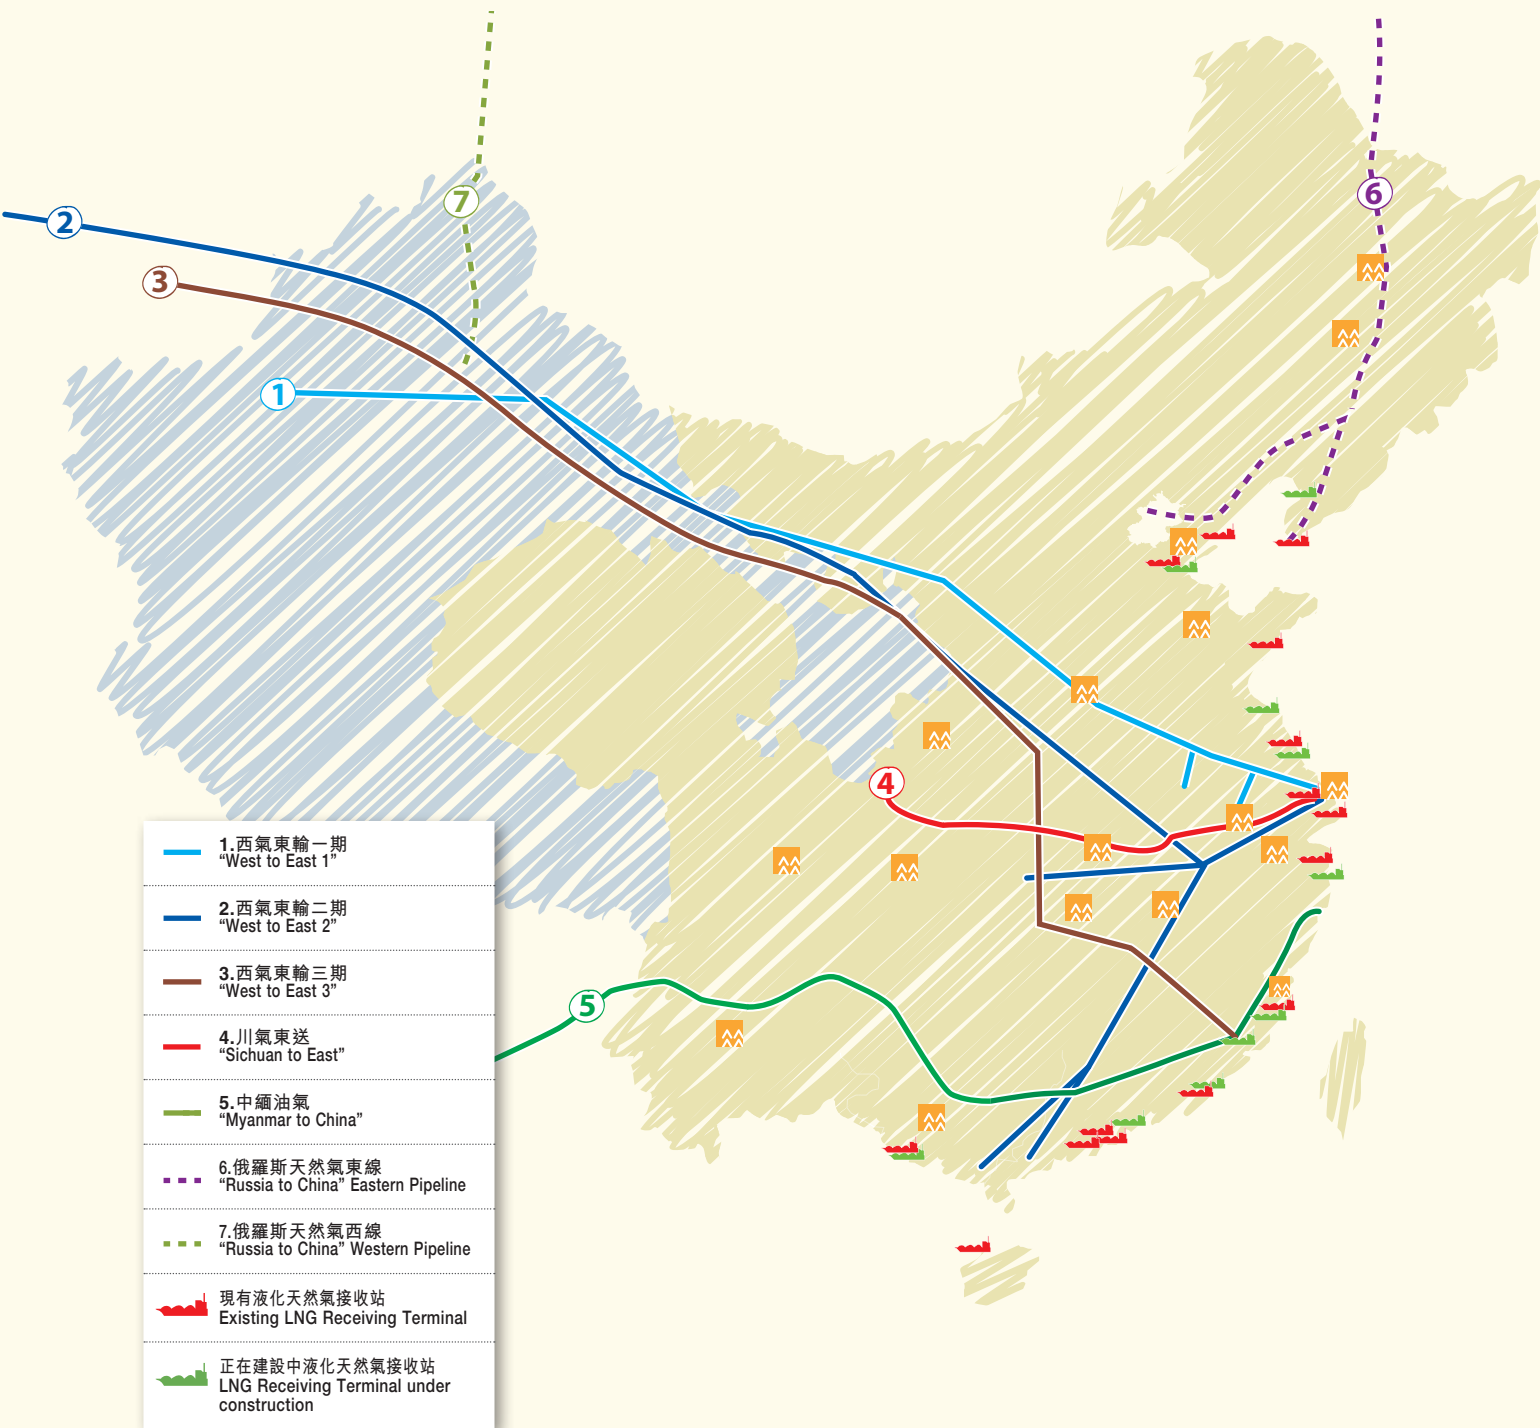 6
7
2
3
1
4
5
1.西氣東輸一期
“West to East 1”
2.西氣東輸二期
“West to East 2”
3.西氣東輸三期
“West to East 3”
4.川氣東送
“Sichuan to East”
5.中緬油氣
“Myanmar to China”
6.俄羅斯天然氣東線
“Russia to China” Eastern Pipeline
7.俄羅斯天然氣西線
“Russia to China” Western Pipeline
現有液化天然氣接收站
Existing LNG Receiving Terminal
正在建設中液化天然氣接收站
LNG Receiving Terminal under
construction